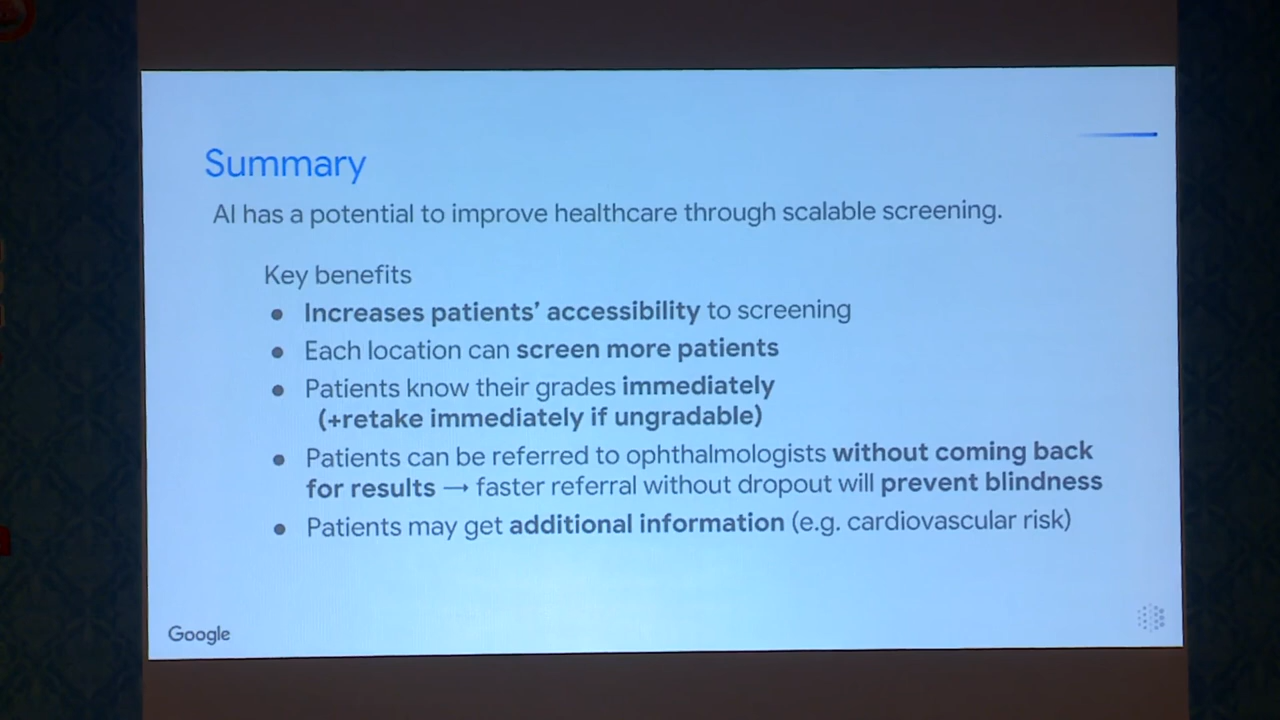 Summary
AI has a potential to improve healthcare through scalable screening.
Key benefits
● Increases patients’ accessibility to screening
● Each location can screen more patients
● Patients know their grades immediately
(+retake immediately if ungradable)
● Patients can be referred to ophthalmologists without coming back
for results → faster referral without dropout will prevent blindness
● Patients may get additional information (e.g. cardiovascular risk)
Google